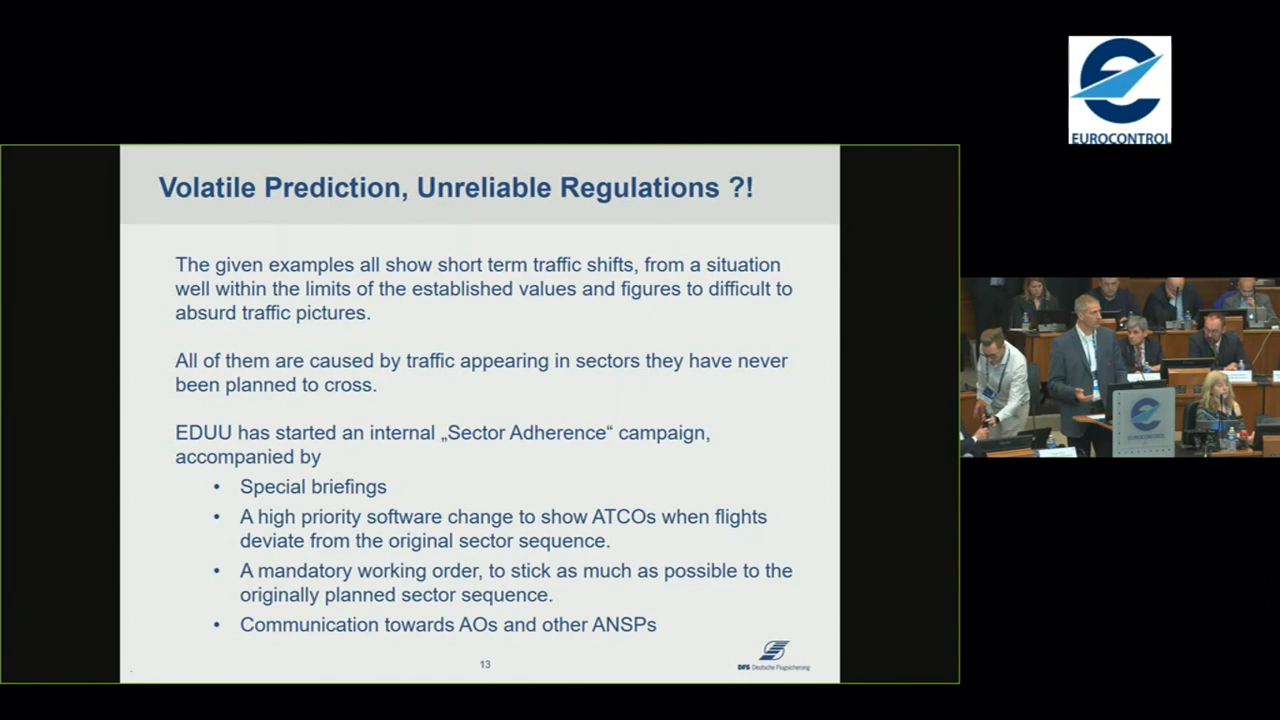 EUROCONTROL
Volatile Prediction, Unreliable Regulations ?!
The given examples all show short term traffic shifts, from a situation
well within the limits of the established values and figures to difficult to
absurd traffic pictures.
All of them are caused by traffic appearing in sectors they have never
been planned to cross.
EDUU has started an internal „Sector Adherence“ campaign,
accompanied by
• Special briefings
• A high priority software change to show ATCOs when flights
deviate from the original sector sequence.
• A mandatory working order, to stick as much as possible to the
originally planned sector sequence.
• Communication towards AOs and other ANSPs
13
DFS Deutsche Flugsicherung
EUROCONTROL